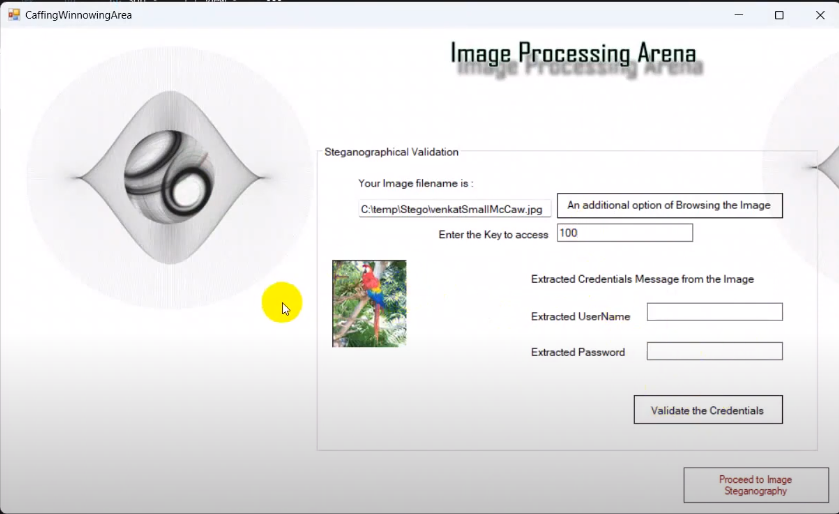 CaffingWinnowingArea
Image Processing Arena
Steganographical Validation
Your Image filename is :
C:\temp\Stego\venkatSmallMcCaw.jpg
An additional option of Browsing the Image
Enter the Key to access
100
Extracted Credentials Message from the Image
Extracted UserName
Extracted Password
Validate the Credentials
Proceed to Image
Steganography